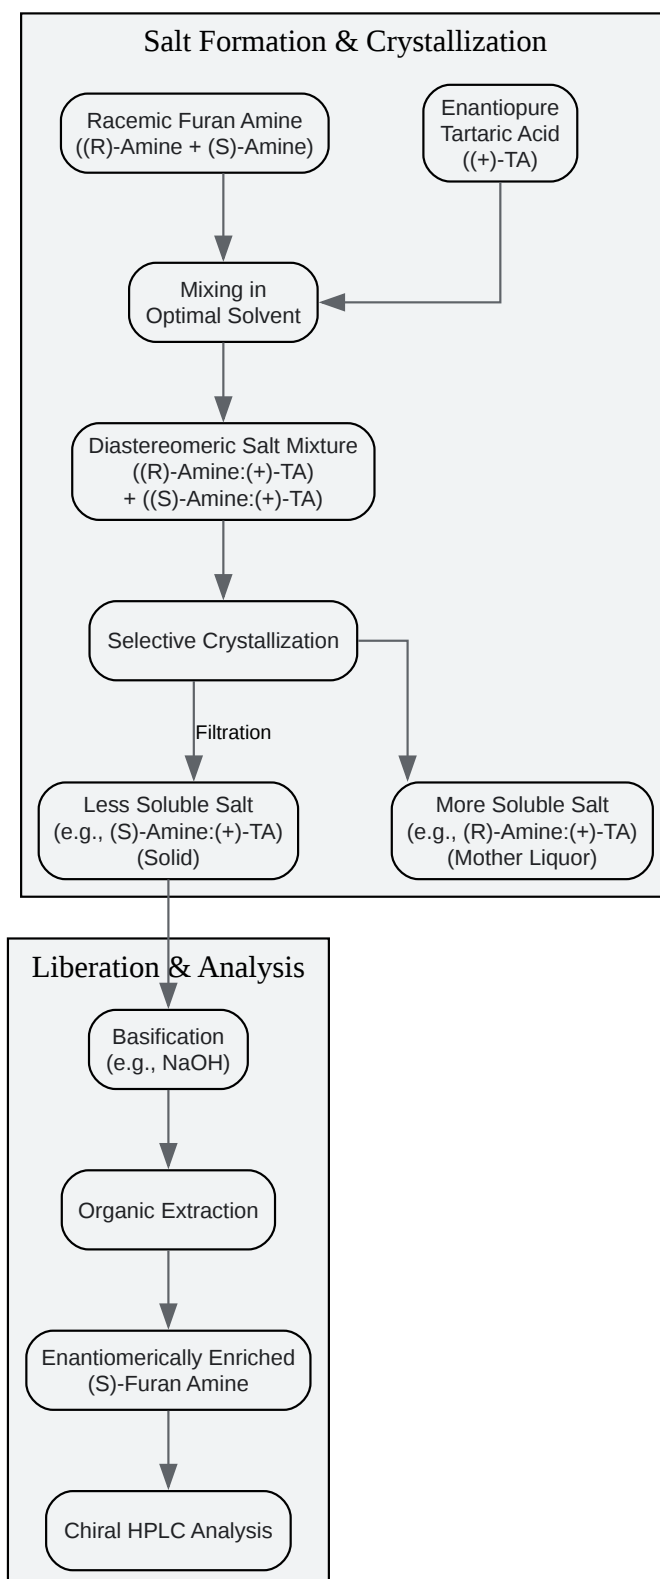 Salt Formation & Crystallization
Racemic Furan Amine
((R)-Amine + (S)-Amine)
Enantiopure
Tartaric Acid
((+)-TA)
Mixing in
Optimal Solvent
Diastereomeric Salt Mixture
((R)-Amine:(+)-TA)
+ ((S)-Amine:(+)-TA)
Selective Crystallization
Filtration
Less Soluble Salt
(e.g., (S)-Amine:(+)-TA)
(Solid)
More Soluble Salt
(e.g., (R)-Amine:(+)-TA)
(Mother Liquor)
Liberation & Analysis
Basification
(e.g., NaOH)
Organic Extraction
Enantiomerically Enriched
(S)-Furan Amine
Chiral HPLC Analysis